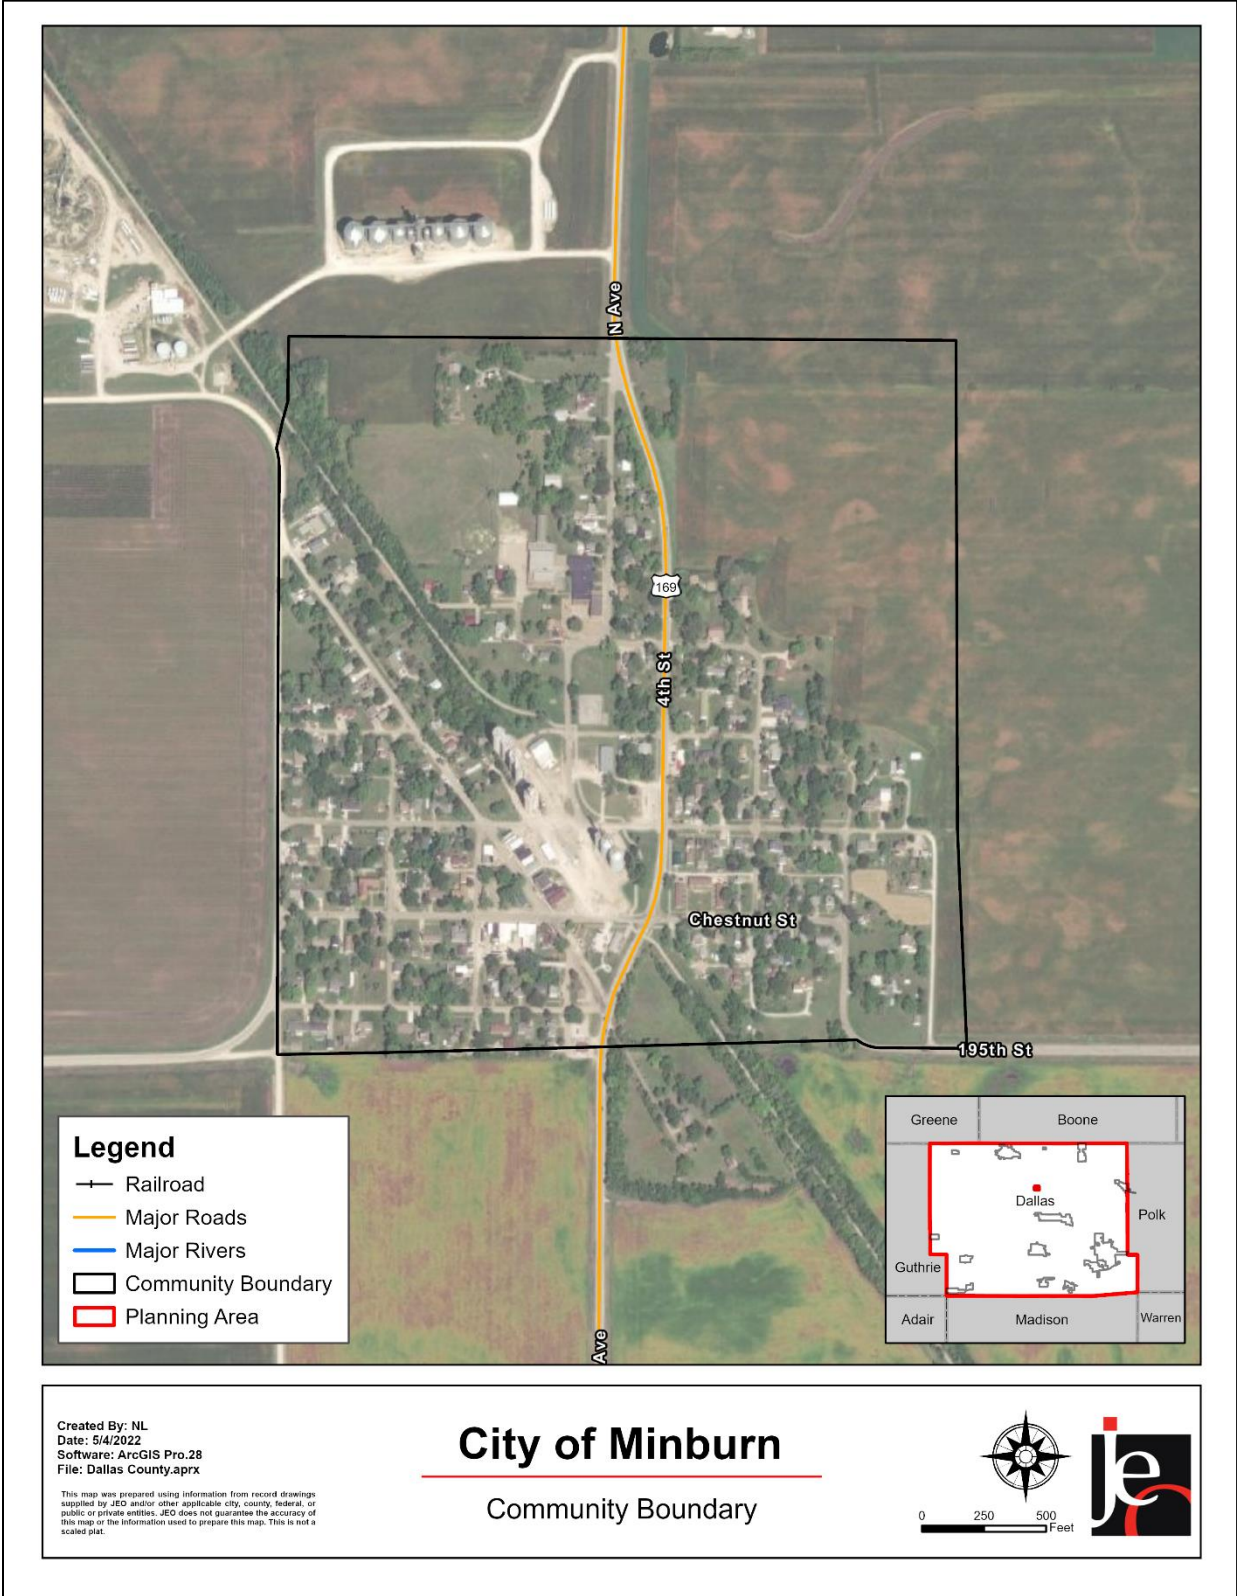 N Ave
169
4th St
Chestnut St
195th St
Ave
Legend
Railroad
Major Roads
Major Rivers
Community Boundary
Planning Area
Greene
Boone
Dallas
Polk
Guthrie
Adair
Madison
Warren
Created By: NL
Date: 5/4/2022
Software: ArcGIS Pro.28
File: Dallas County.aprx
This map was prepared using information from record drawings
supplied by JEO and/or other applicable city, county, federal, or
public or private entities. JEO does not guarantee the accuracy of
this map or the information used to prepare this map. This is not a
scaled plat.
City of Minburn
Community Boundary
0 250 500
Feet
jeo